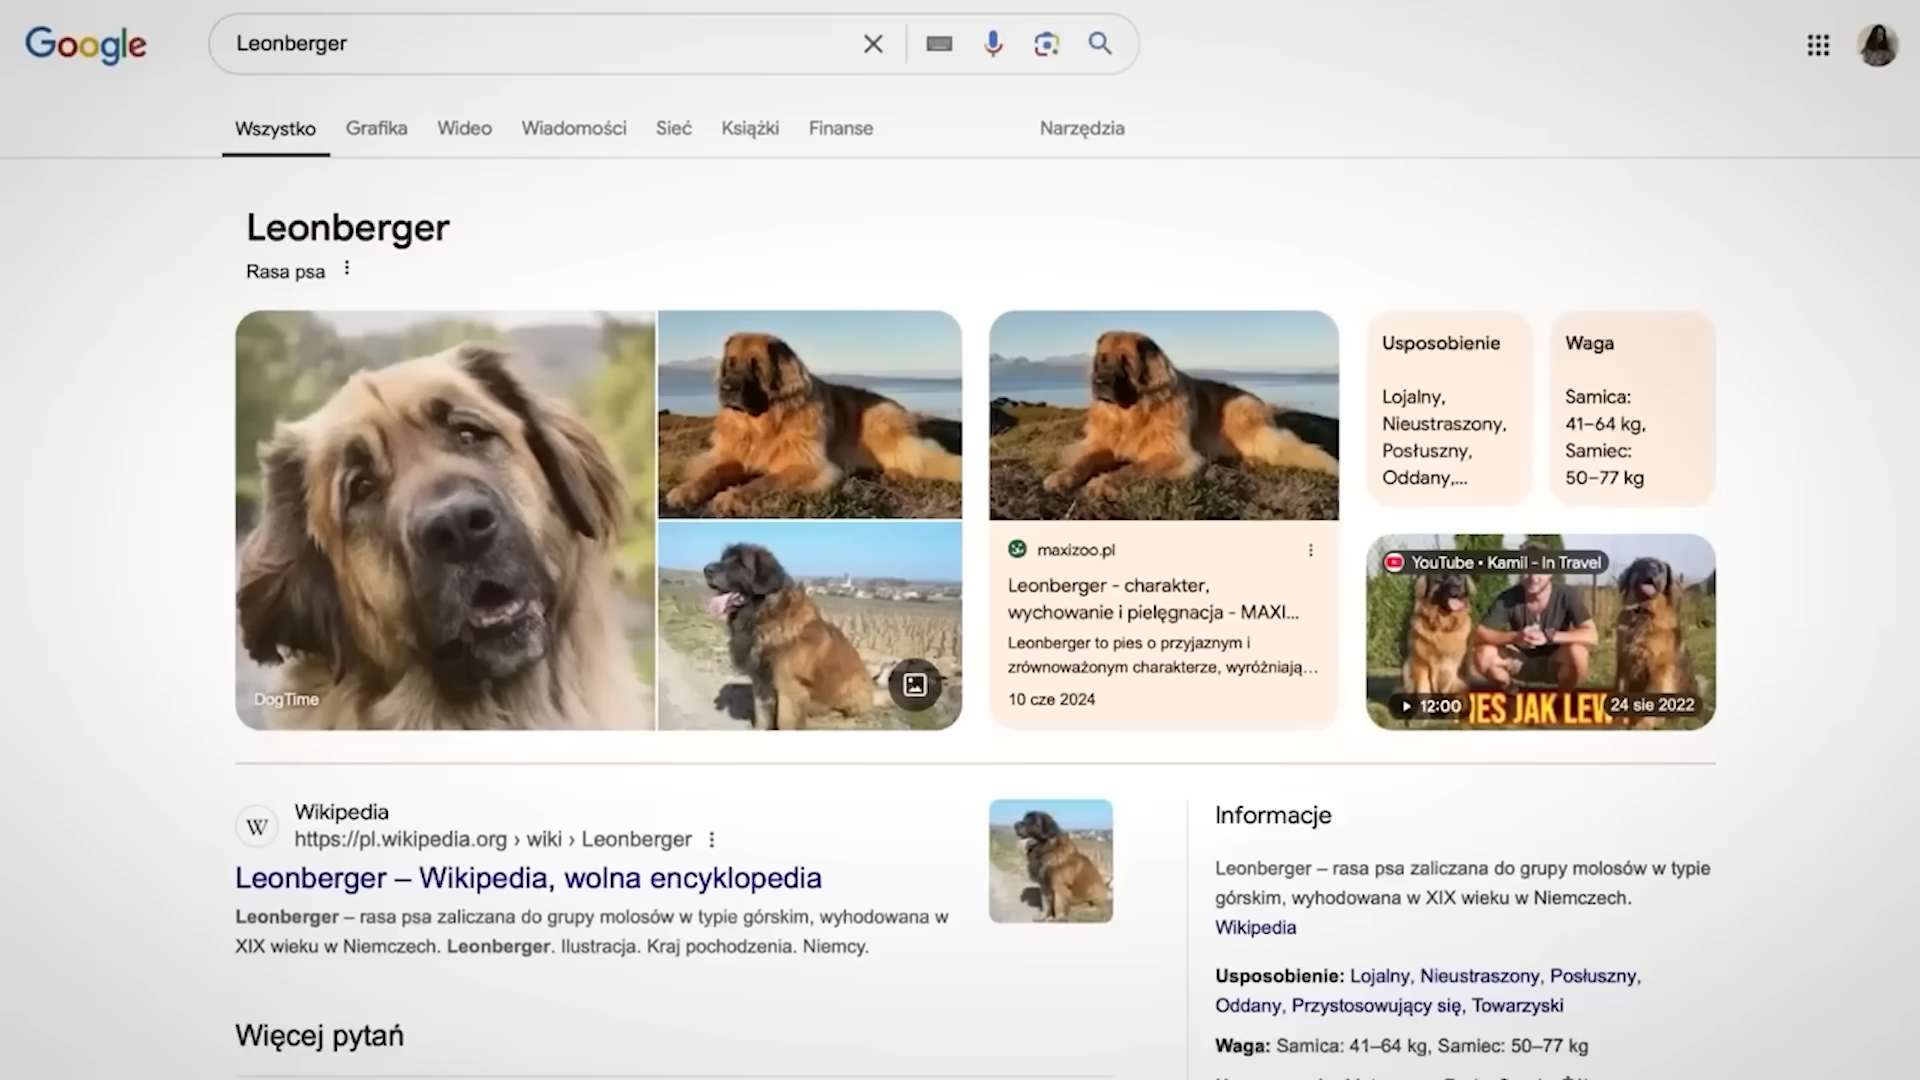 Google
Leonberger
Wszystko
Grafika
Wideo
Wiadomości
Sieć
Książki
Finanse
Narzędzia
Leonberger
Rasa psa
DogTime
maxizoo.pl
Leonberger - charakter,
wychowanie i pielęgnacja - MAXI...
Leonberger to pies o przyjaznym i
zrównoważonym charakterze, wyróżniają...
10 cze 2024
Usposobienie
Lojalny,
Nieustraszony,
Posłuszny,
Oddany,...
Waga
Samica:
41–64 kg,
Samiec:
50–77 kg
YouTube • Kamil - In Travel
12:00
IES JAK LEW
24 sie 2022
W
Wikipedia
https://pl.wikipedia.org › wiki › Leonberger
Leonberger – Wikipedia, wolna encyklopedia
Leonberger – rasa psa zaliczana do grupy molosów w typie górskim, wyhodowana w
XIX wieku w Niemczech. Leonberger. Ilustracja. Kraj pochodzenia. Niemcy.
Więcej pytań
Informacje
Leonberger – rasa psa zaliczana do grupy molosów w typie
górskim, wyhodowana w XIX wieku w Niemczech.
Wikipedia
Usposobienie: Lojalny, Nieustraszony, Posłuszny,
Oddany, Przystosowujący się, Towarzyski
Waga: Samica: 41–64 kg, Samiec: 50–77 kg